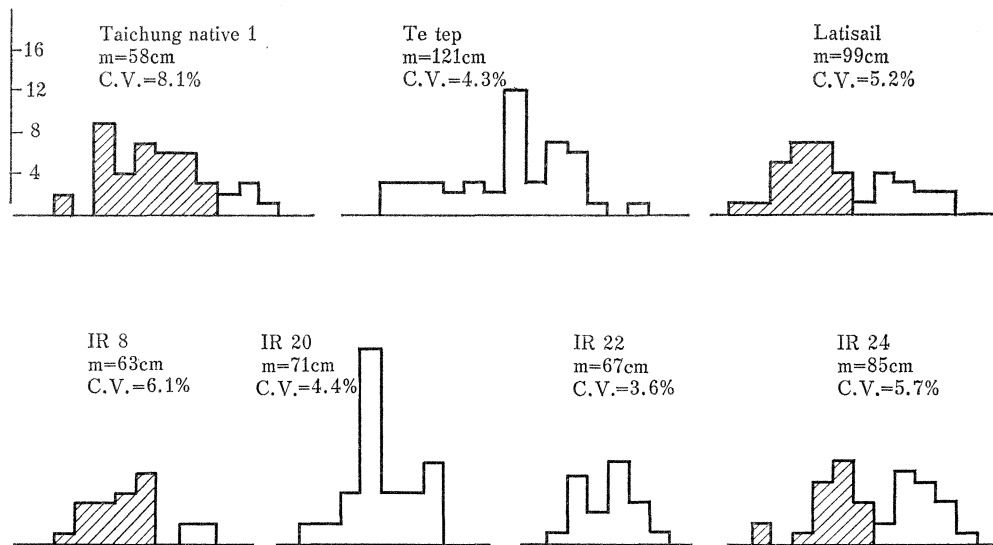 16
12
8
4
Taichung native 1
m=58cm
C.V.=8.1%
Te tep
m=121cm
C.V.=4.3%
Latisail
m=99cm
C.V.=5.2%
IR 8
m=63cm
C.V.=6.1%
IR 20
m=71cm
C.V.=4.4%
IR 22
m=67cm
C.V.=3.6%
IR 24
m=85cm
C.V.=5.7%